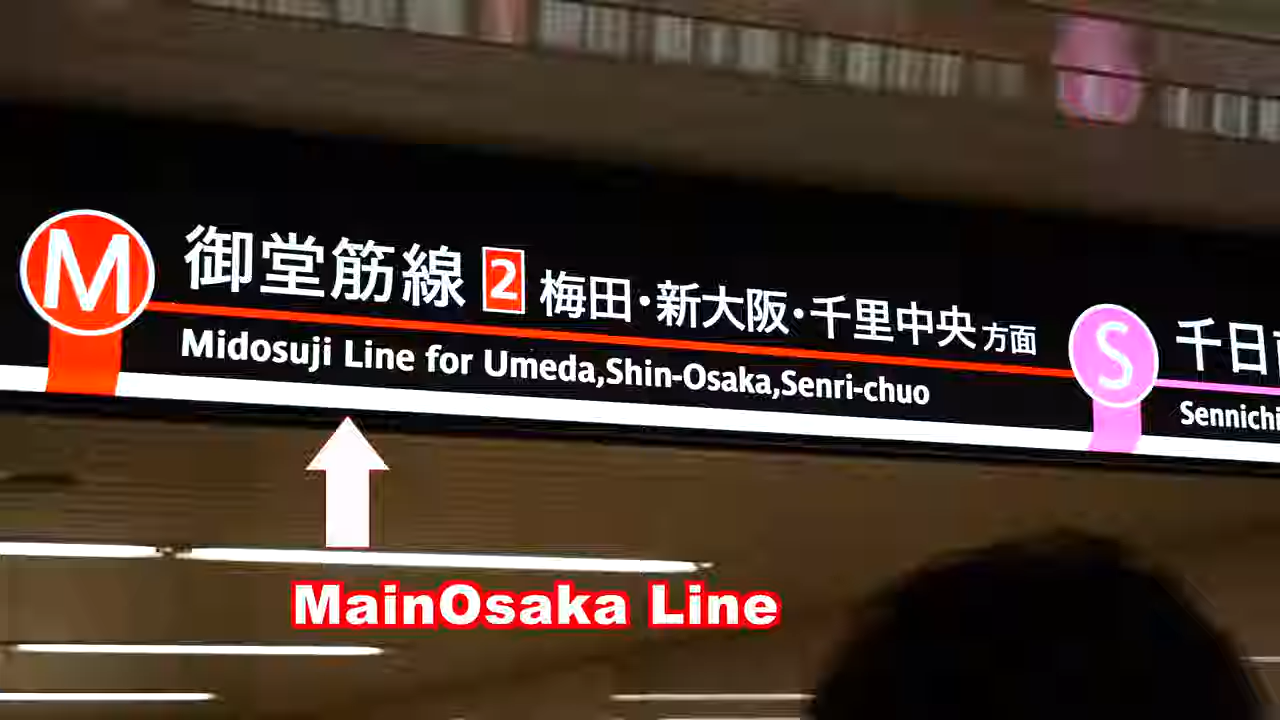 M 御堂筋線 2 梅田・新大阪・千里中央 方面
Midosuji Line for Umeda,Shin-Osaka,Senri-chuo
S 千日
Sennichi
MainOsaka Line